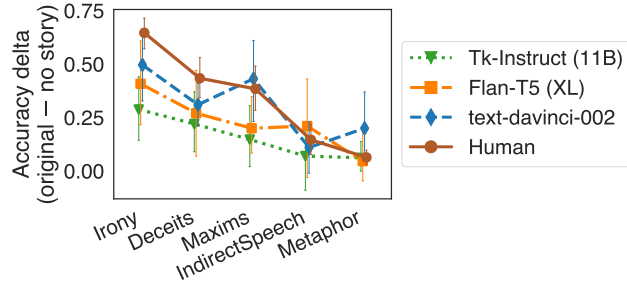 Accuracy delta
(original − no story)
0.75
0.50
0.25
0.00
Irony
Deceits
Maxims
IndirectSpeech
Metaphor
Tk-Instruct (11B)
Flan-T5 (XL)
text-davinci-002
Human